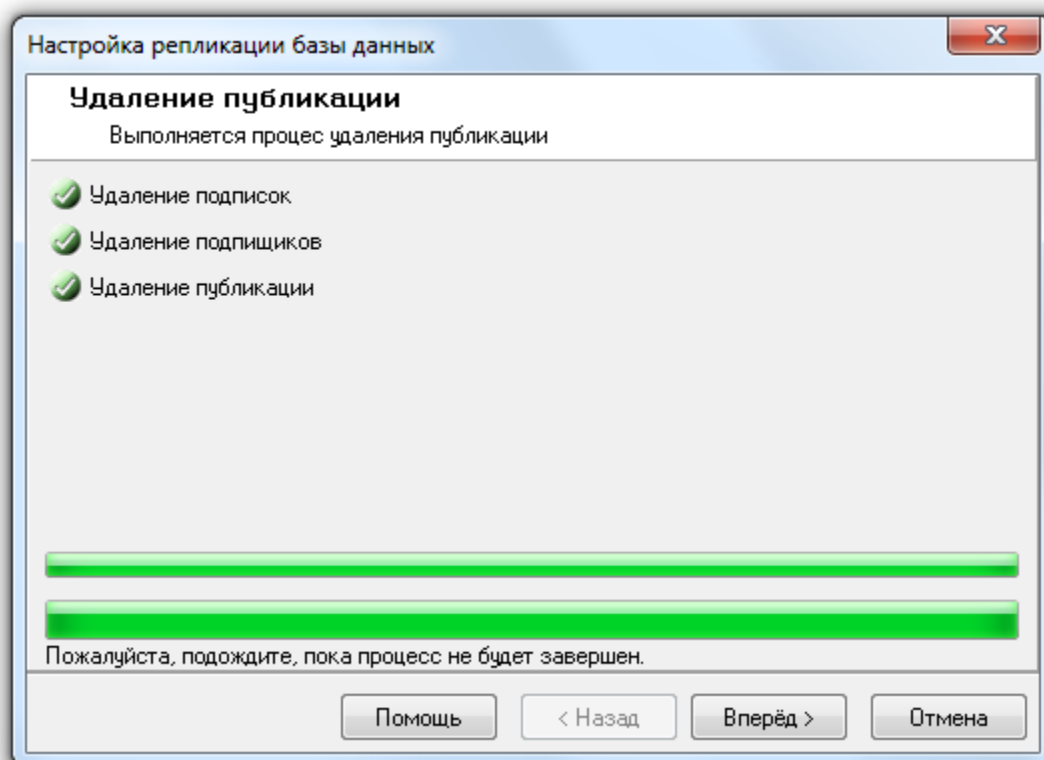 Настройка репликации базы данных
Удаление публикации
Выполняется процес удаления публикации
Удаление подписок
Удаление подпищиков
Удаление публикации
Пожалуйста, подождите, пока процесс не будет завершен.
Помощь
< Назад
Вперёд >
Отмена